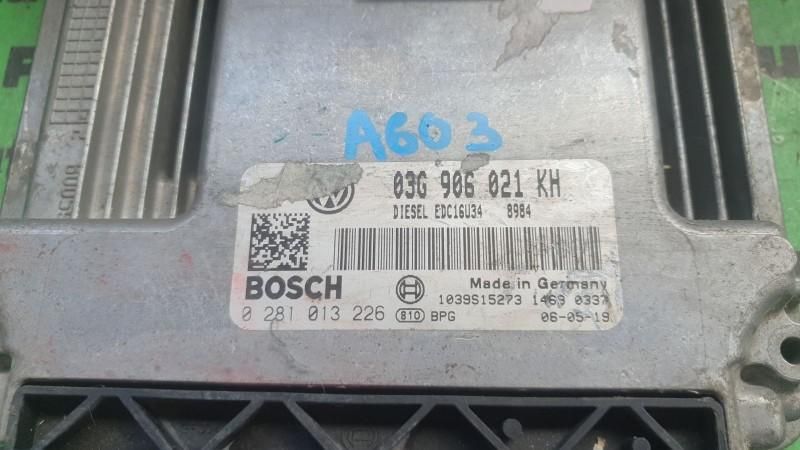 A603
03G 906 021 KH
DIESEL EDC16U34 8984
BOSCH
Made in Germany
1039S15273 1469 0337
0 281 013 226 810 BPG
06-05-19